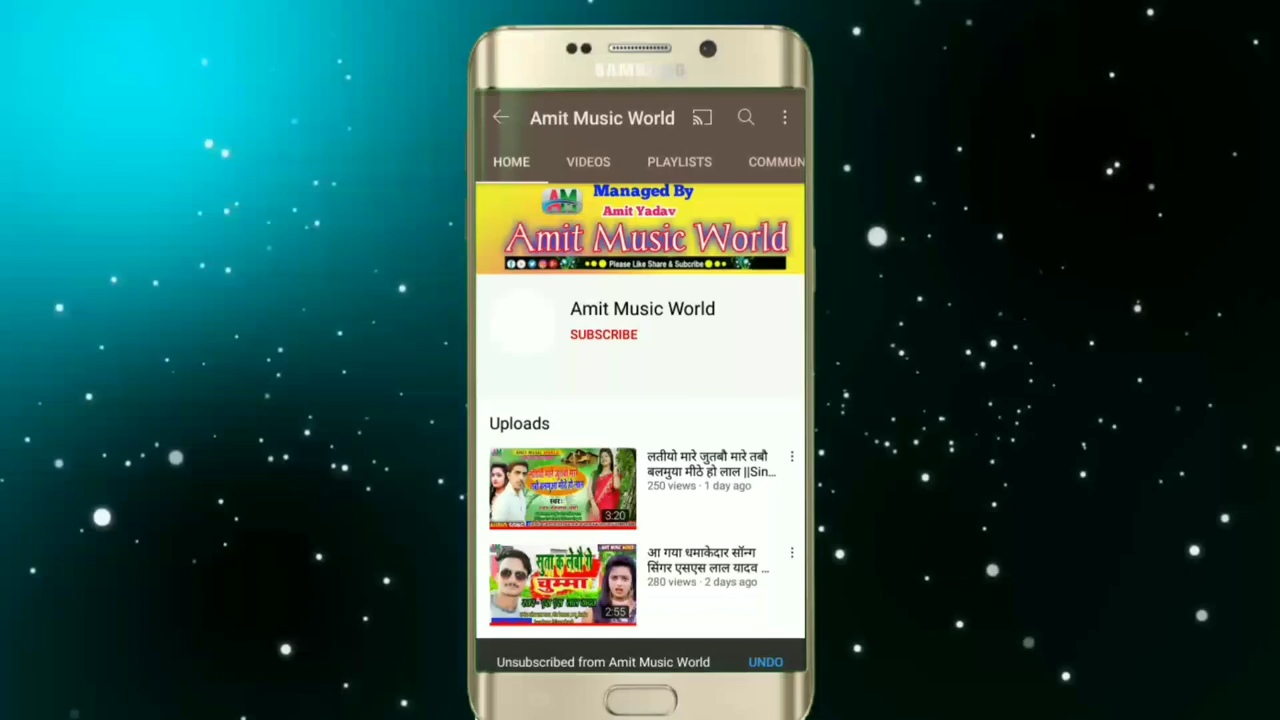 SAMSUNG
Amit Music World
HOME VIDEOS PLAYLISTS COMMUN
AM
Managed By
Amit Yadav
Amit Music World
Please Like Share & Subcribe
Amit Music World
SUBSCRIBE
Uploads
लतीयो मारे जुतबौ मारे तबौ
बलमुया मीठे हो लाल ||Sin...
250 views · 1 day ago
3:20
आ गया धमाकेदार सॉन्ग
सिंगर एसएस लाल यादव ...
280 views · 2 days ago
सुता क लेबौ गे
चुम्मा
2:55
Unsubscribed from Amit Music World UNDO